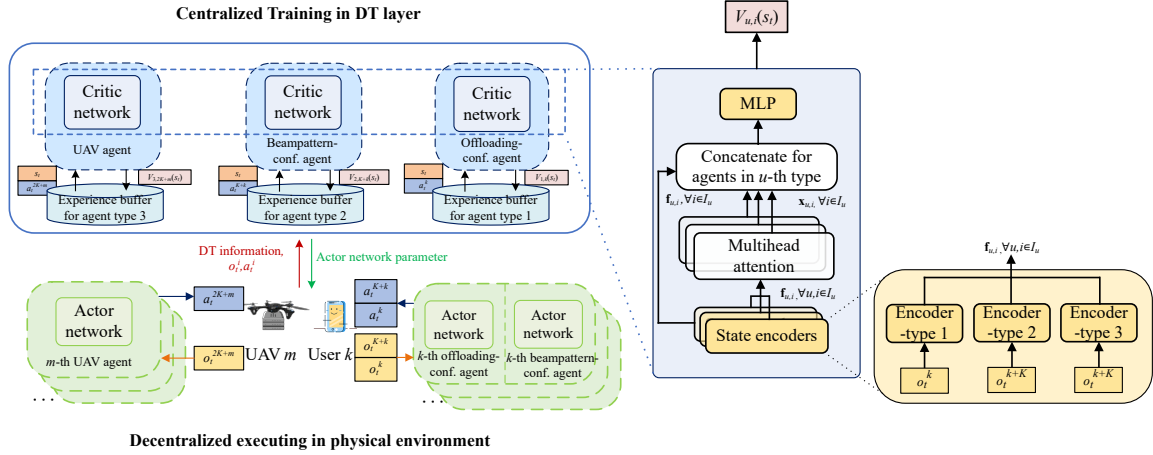 Centralized Training in DT layer
Critic
network
UAV agent
Critic
network
Beampattern-
conf. agent
Critic
network
Offloading-
conf. agent
s_t
a_t^{2K+m}
V_{3,2K+m}(s_t)
s_t
a_t^{K+k}
V_{2,K+k}(s_t)
s_t
a_t^k
V_{1,k}(s_t)
Experience buffer
for agent type 3
Experience buffer
for agent type 2
Experience buffer
for agent type 1
DT information,
o_t^i,a_t^i
Actor network parameter
Actor
network
m-th UAV agent
...
a_t^{2K+m}
o_t^{2K+m}
UAV m
User k
a_t^{K+k}
a_t^k
o_t^{K+k}
o_t^k
Actor
network
k-th offloading-
conf. agent
Actor
network
k-th beampattern-
conf. agent
...
Decentralized executing in physical environment
V_{u,i}(s_t)
MLP
Concatenate for
agents in u-th type
f_{u,i},∀i∈I_u
x_{u,i},∀i∈I_u
Multihead
attention
f_{u,i},∀u,i∈I_u
State encoders
f_{u,i},∀u,i∈I_u
Encoder
-type 1
Encoder
-type 2
Encoder
-type 3
o_t^k
o_t^{k+K}
o_t^{k+K}